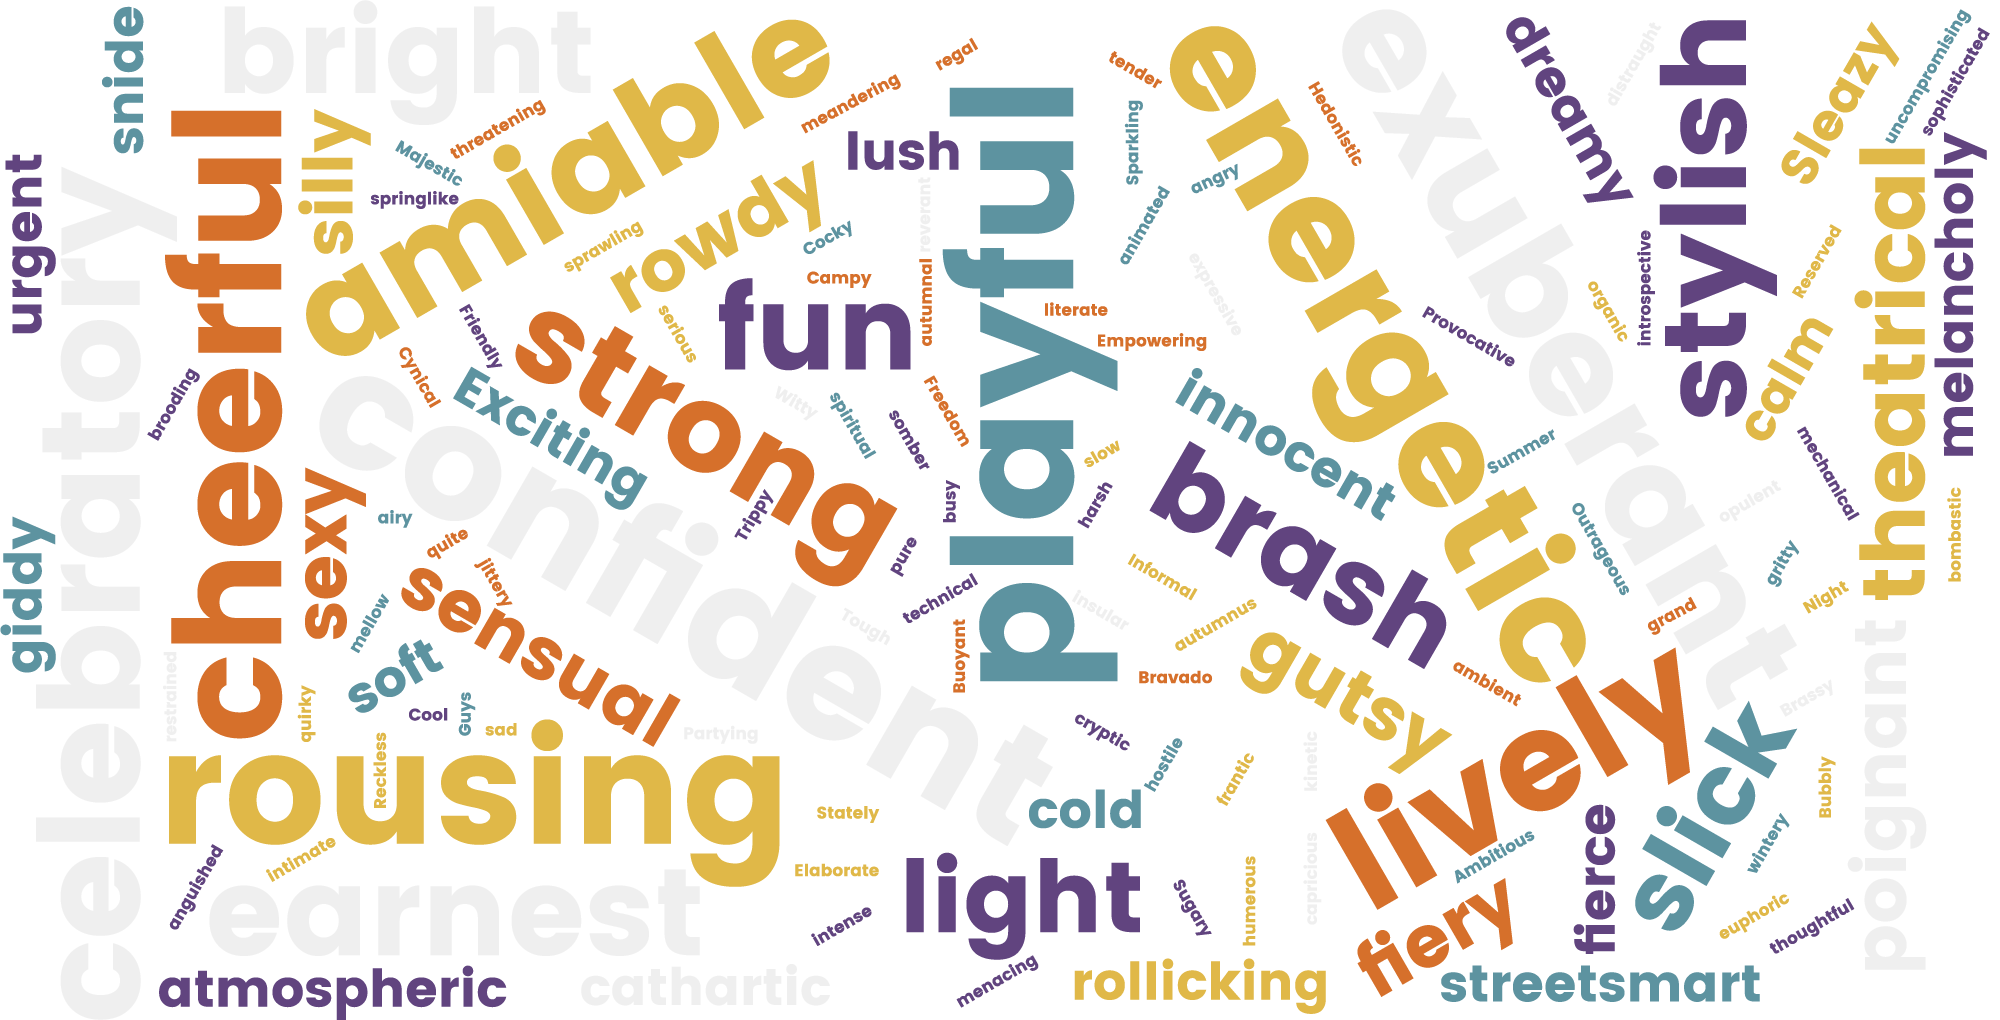 snide
bright
amiable
regal
tender
energetic
exuberant
dreamy
distraught
stylish
Sleazy
uncompromising
sophisticated
urgent
celebratory
cheerful
silly
Majestic
threatening
springlike
meandering
lush
playful
Sparkling
angry
Hedonistic
animated
theatrical
melancholy
rowdy
sprawling
Cocky
reverant
Campy
autumnal
fun
serious
literate
Empowering
expressive
Provocative
organic
introspective
Reserved
calm
Friendly
Cynical
strong
Exciting
brooding
confident
Witty
spiritual
somber
Freedom
slow
innocent
brash
Summer
mechanical
opulent
Outrageous
gritty
bombastic
Night
grand
giddy
sexy
airy
quite
jittery
mellow
sensual
soft
Trippy
busy
harsh
pure
technical
Tough
Informal
Insular
autumnus
Buoyant
Bravado
gutsy
ambient
Brassy
poignant
restrained
quirky
Cool
Guys
sad
Reckless
Partying
rousing
cryptic
hostile
frantic
kinetic
lively
slick
Bubbly
wintery
Stately
cold
Elaborate
Ambitious
fierce
anguished
intimate
earnest
intense
light
sugary
humerous
capricious
fiery
euphoric
thoughtful
atmospheric
cathartic
menacing
rollicking
streetsmart